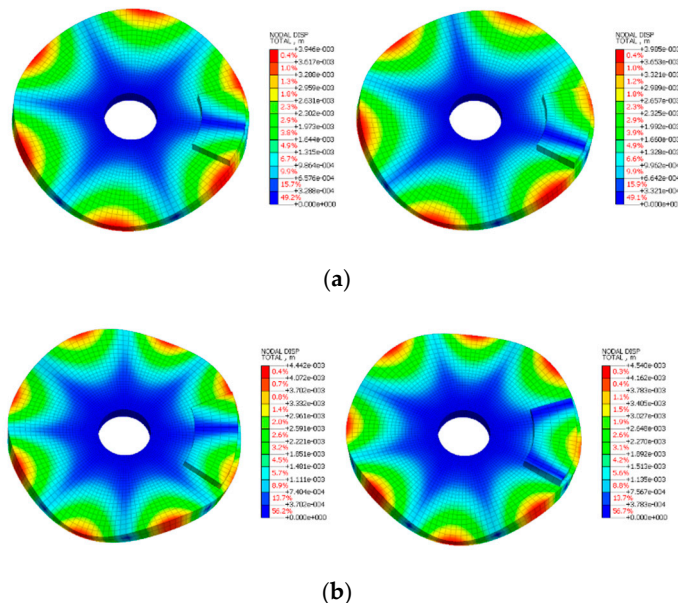 NODAL DISP
TOTAL , m
+3.946e-003
0.4%
+3.617e-003
1.0%
+3.288e-003
1.3%
+2.959e-003
1.8%
+2.631e-003
2.3%
+2.302e-003
2.9%
+1.973e-003
3.8%
+1.644e-003
4.9%
+1.315e-003
6.7%
+9.864e-004
9.9%
+6.576e-004
15.7%
+3.288e-004
49.2%
+0.000e+000
NODAL DISP
TOTAL , m
+3.985e-003
0.4%
+3.653e-003
1.0%
+3.321e-003
1.2%
+2.989e-003
1.8%
+2.657e-003
2.3%
+2.325e-003
2.9%
+1.992e-003
3.9%
+1.660e-003
4.9%
+1.328e-003
6.6%
+9.962e-004
9.9%
+6.642e-004
15.9%
+3.321e-004
49.1%
+0.000e+000
(a)
NODAL DISP
TOTAL , m
+4.442e-003
0.4%
+4.072e-003
0.7%
+3.702e-003
0.8%
+3.332e-003
1.4%
+2.961e-003
2.0%
+2.591e-003
2.6%
+2.221e-003
3.2%
+1.851e-003
4.5%
+1.481e-003
5.7%
+1.111e-003
8.9%
+7.404e-004
13.7%
+3.702e-004
56.2%
+0.000e+000
NODAL DISP
TOTAL , m
+4.540e-003
0.3%
+4.162e-003
0.4%
+3.783e-003
1.1%
+3.405e-003
1.5%
+3.027e-003
1.9%
+2.648e-003
2.6%
+2.270e-003
3.1%
+1.892e-003
4.2%
+1.513e-003
5.6%
+1.135e-003
8.8%
+7.567e-004
13.7%
+3.783e-004
56.7%
+0.000e+000
(b)